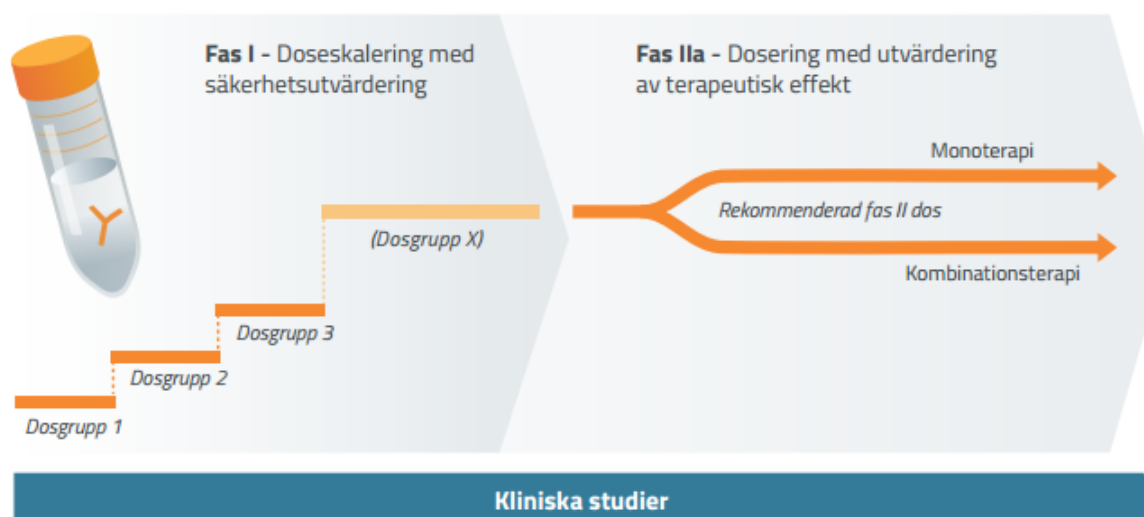 Fas I - Doseskalering med
säkerhetsutvärdering
Fas IIa - Dosering med utvärdering
av terapeutisk effekt
Monoterapi
Rekommenderad fas II dos
(Dosgrupp X)
Kombinationsterapi
Dosgrupp 3
Dosgrupp 2
Dosgrupp 1
Kliniska studier